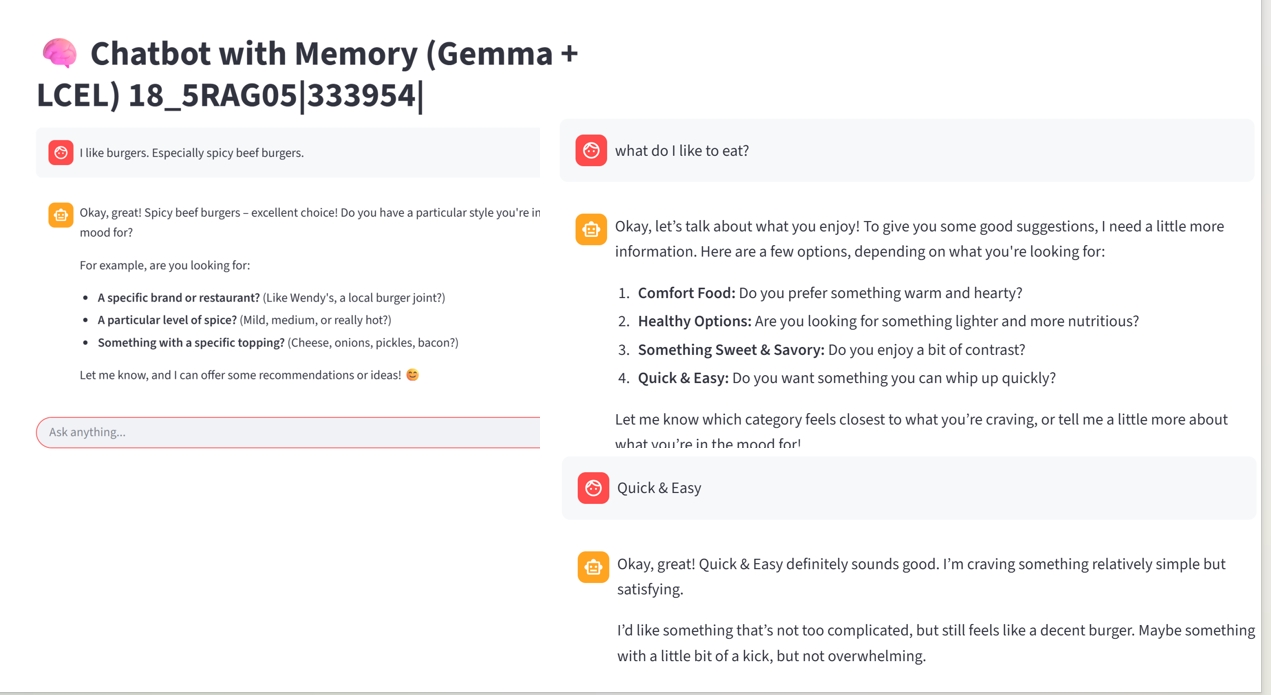 🧠 Chatbot with Memory (Gemma +
LCEL) 18_5RAG05|333954|
I like burgers. Especially spicy beef burgers.
Okay, great! Spicy beef burgers – excellent choice! Do you have a particular style you're in
mood for?
For example, are you looking for:
• A specific brand or restaurant? (Like Wendy's, a local burger joint?)
• A particular level of spice? (Mild, medium, or really hot?)
• Something with a specific topping? (Cheese, onions, pickles, bacon?)
Let me know, and I can offer some recommendations or ideas! 😊
Ask anything...
what do I like to eat?
Okay, let’s talk about what you enjoy! To give you some good suggestions, I need a little more
information. Here are a few options, depending on what you're looking for:
1. Comfort Food: Do you prefer something warm and hearty?
2. Healthy Options: Are you looking for something lighter and more nutritious?
3. Something Sweet & Savory: Do you enjoy a bit of contrast?
4. Quick & Easy: Do you want something you can whip up quickly?
Let me know which category feels closest to what you’re craving, or tell me a little more about
what you’re in the mood for!
Quick & Easy
Okay, great! Quick & Easy definitely sounds good. I’m craving something relatively simple but
satisfying.
I’d like something that’s not too complicated, but still feels like a decent burger. Maybe something
with a little bit of a kick, but not overwhelming.